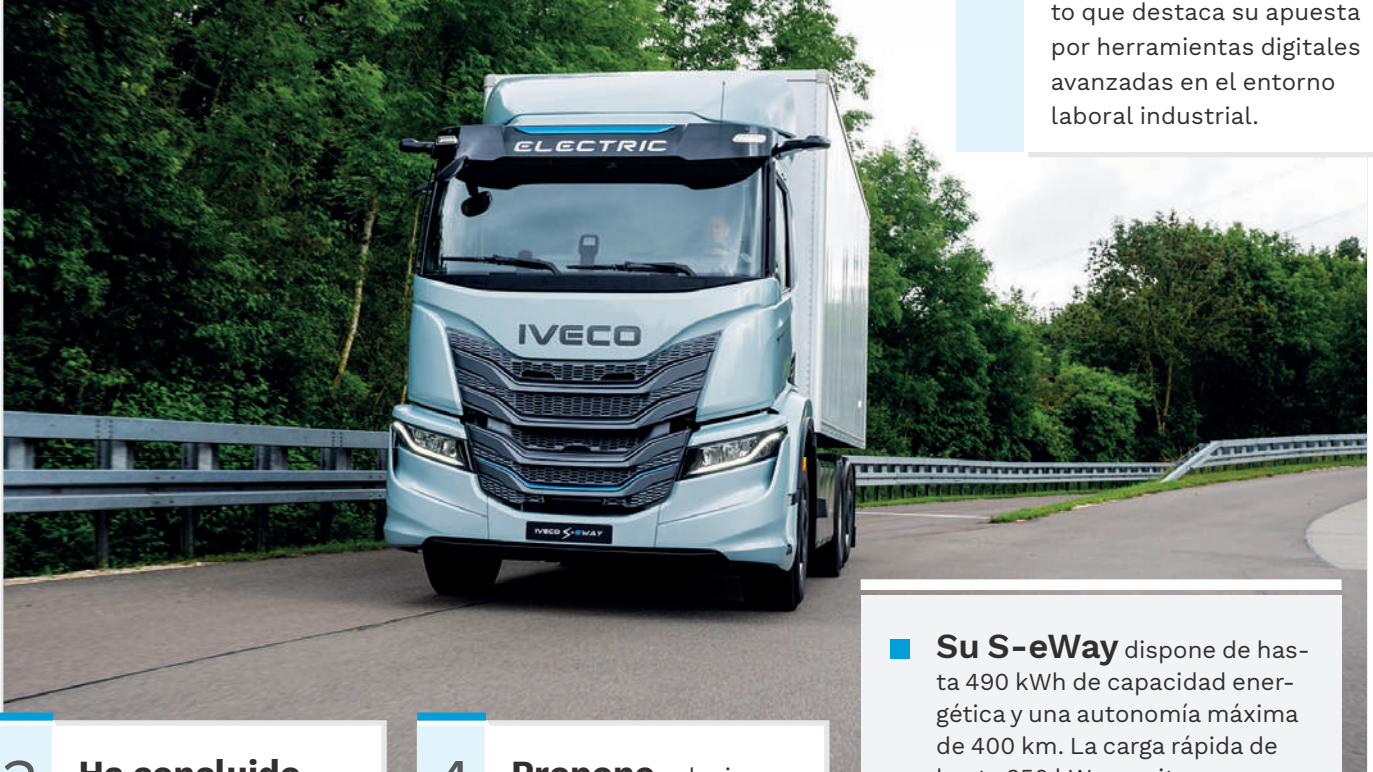 to que destaca su apuesta
por herramientas digitales
avanzadas en el entorno
laboral industrial.
ELECTRIC
IVECO
IVECO S-eWAY
Su S-eWay dispone de has-
ta 490 kWh de capacidad ener-
gética y una autonomía máxima
de 400 km. La carga rápida de
Ha concluido
4 Propone